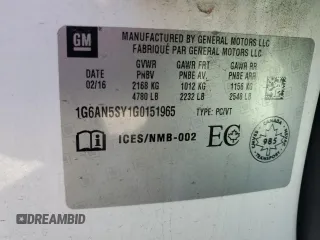 GM
MANUFACTURED BY GENERAL MOTORS LLC
FABRIQUÉ PAR GENERAL MOTORS LLC
GVWR GAWR FRT GAWR RR
PNBV PNBE AV PNBE ARR
02/16 2168 KG 1012 KG 1156 KG
4780 LB 2232 LB 2548 LB
1G6AN5SY1G0151965 TYPE: PC/VT
ICES/NMB-002 EC
CANADA
985
DREAMBID